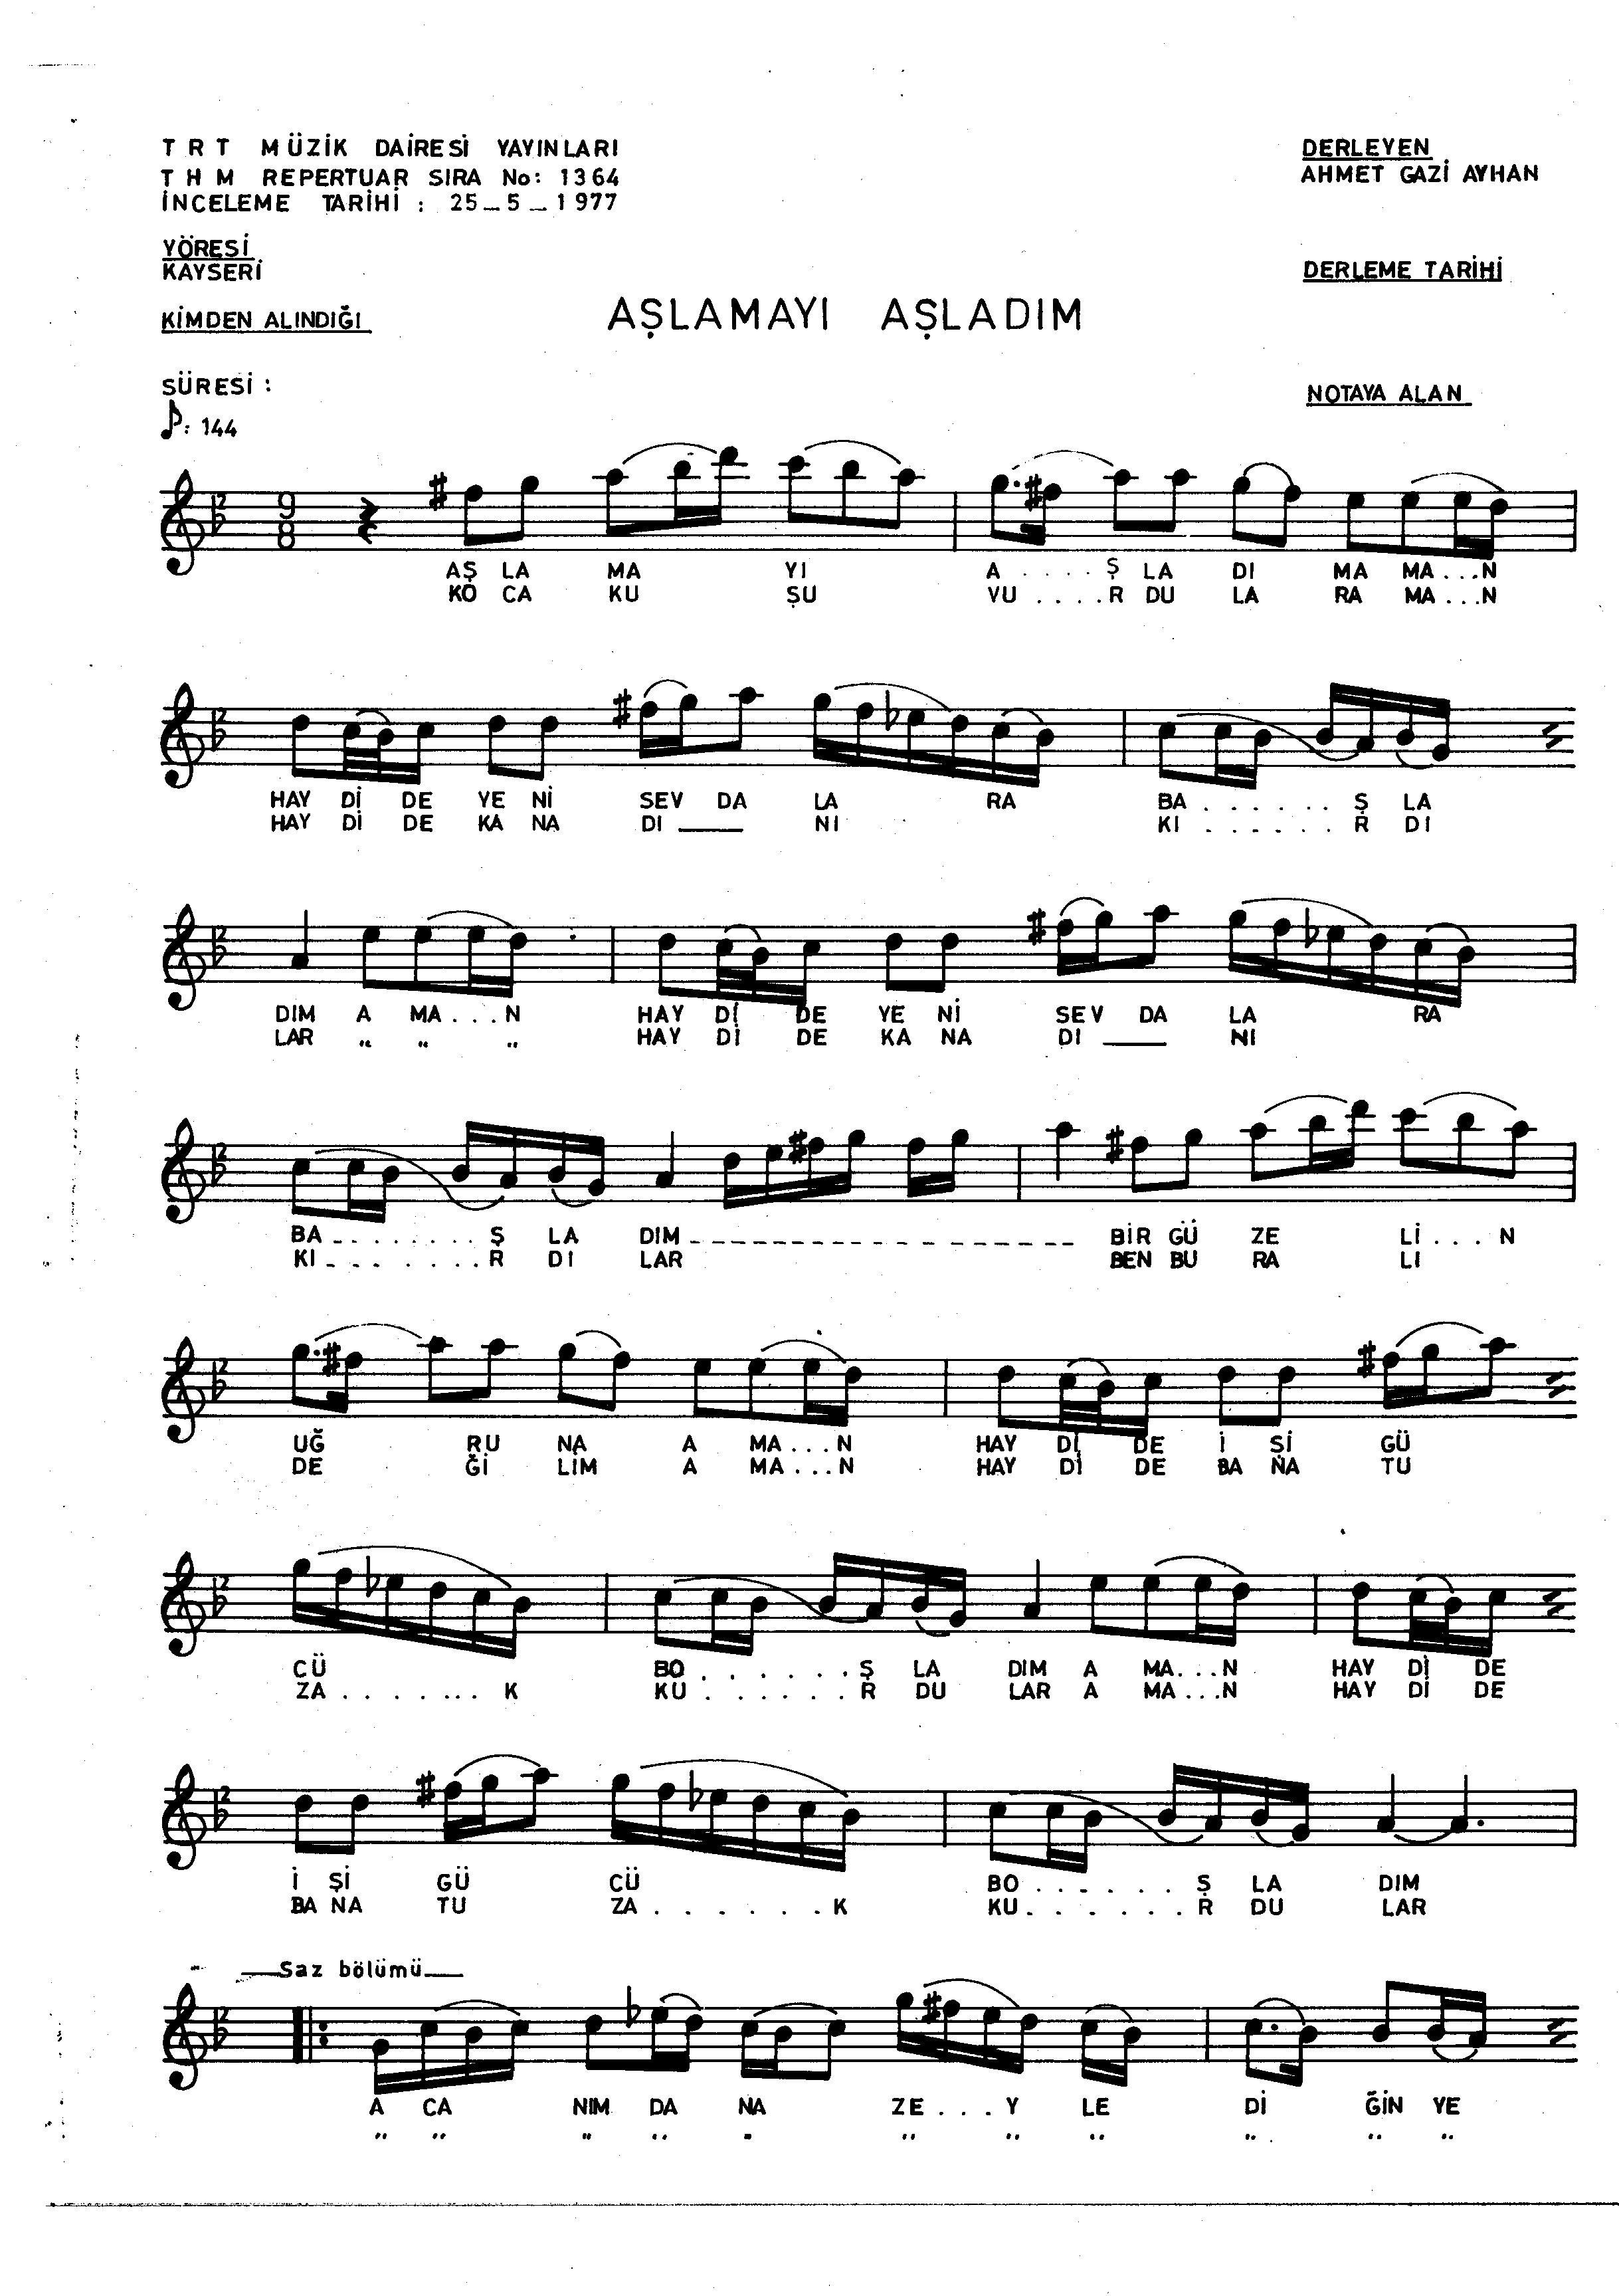 TRT MÜZİK DAİRESİ YAYINLARI
THM REPERTUAR SIRA No: 1364
İNCELEME TARİHİ : 25_5_1977
DERLEYEN
AHMET GAZİ AYHAN
YÖRESİ
KAYSERİ
DERLEME TARİHİ
KİMDEN ALINDIĞI
AŞLAMAYI AŞLADIM
SÜRESİ :
NOTAYA ALAN
♪: 144
9
8
AŞ LA MA YI A . . . . . Ş LA DI MA MA . . . N
KO CA KU ŞU VU . . . . R DU LA RA MA . . . N
HAY Dİ DE YE Nİ SEV DA LA RA BA . . . . . . Ş LA
HAY Dİ DE KA NA DI ___ NI KI . . . . . . R DI
DIM A MA . . . N HAY Dİ DE YE Nİ SEV DA LA RA
LAR " " " HAY Dİ DE KA NA DI ___ NI
BA . . . . . . . . Ş LA DIM _ _ _ _ _ _ _ _ _ _ _ _ _ _ _ _ BİR GÜ ZE Lİ . . . N
KI . . . . . . . R DI LAR BEN BU RA LI
UĞ RU NA A MA . . . N HAY Dİ DE İ Şİ GÜ
DE Ğİ LİM A MA . . . N HAY Dİ DE BA NA TU
CÜ BO . . . . . . . Ş LA DIM A MA . . . N HAY Dİ DE
ZA . . . . . . . K KU . . . . . . R DU LAR A MA . . . N HAY Dİ DE
İ Şİ GÜ CÜ BO . . . . . . Ş LA DIM
BA NA TU ZA . . . . . . K KU . . . . . . . R DU LAR
Saz bölümü
A CA NIM DA NA ZE . . . Y LE Dİ ĞİN YE
" " " " " " " " " " "